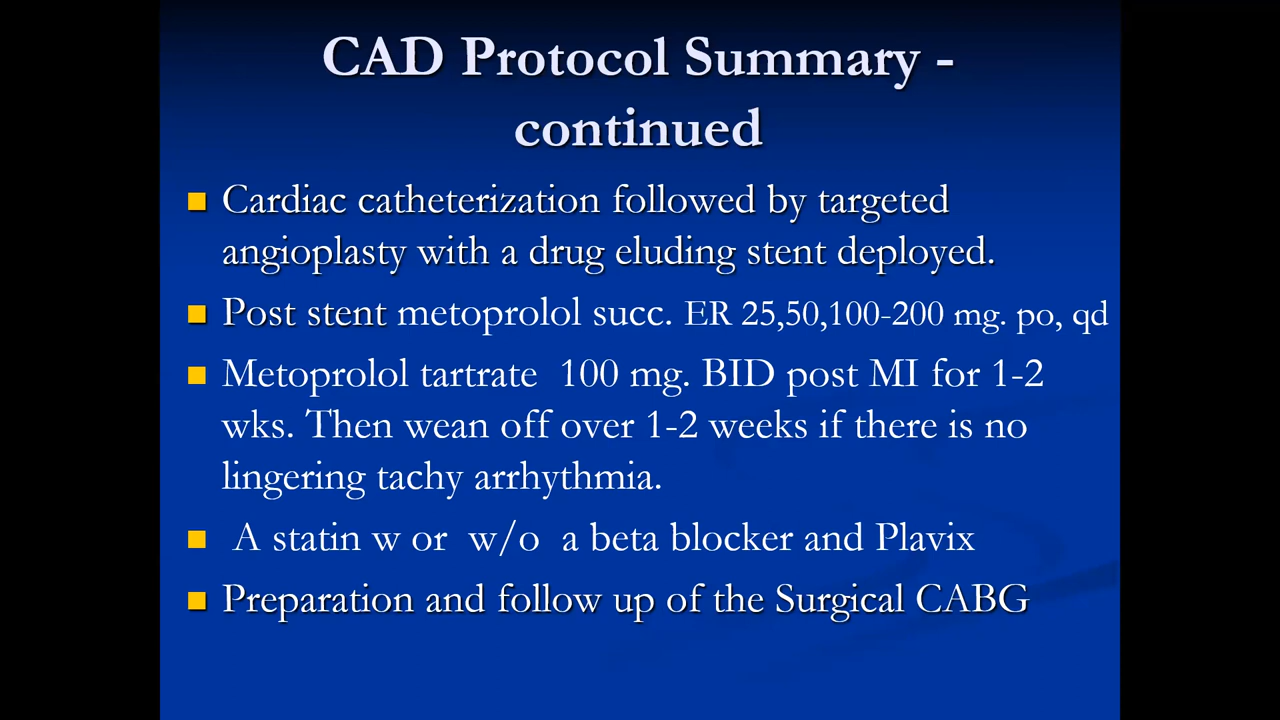 CAD Protocol Summary -
continued
Cardiac catheterization followed by targeted
angioplasty with a drug eluding stent deployed.
Post stent metoprolol succ. ER 25,50,100-200 mg. po, qd
Metoprolol tartrate  100 mg. BID post MI for 1-2
wks. Then wean off over 1-2 weeks if there is no
lingering tachy arrhythmia.
A statin w or  w/o  a beta blocker and Plavix
Preparation and follow up of the Surgical CABG